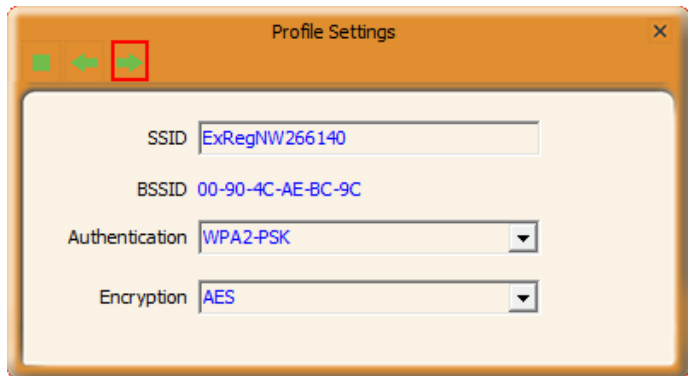 Profile Settings
SSID ExRegNW266140
BSSID 00-90-4C-AE-BC-9C
Authentication WPA2-PSK
Encryption AES